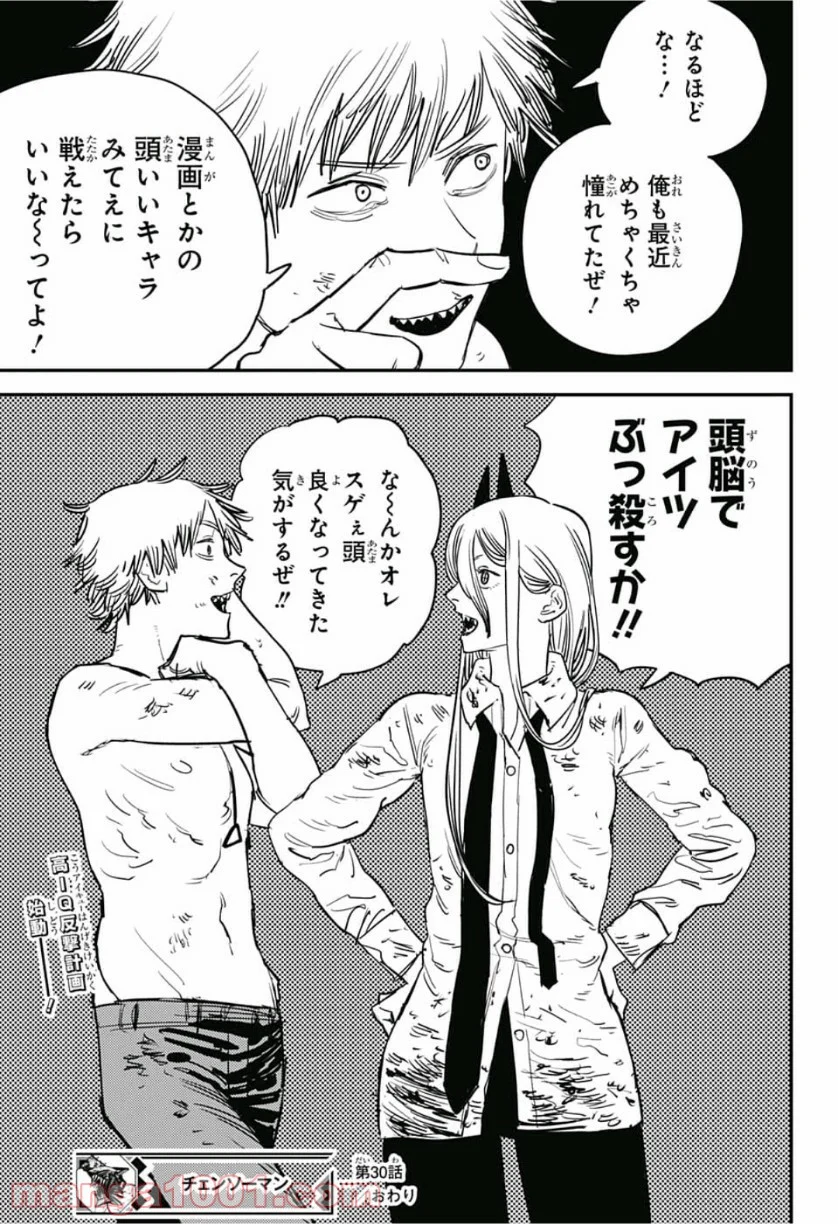 なるほど
な…！
俺も最近
めちゃくちゃ
憧れてたぜ！
漫画とかの
頭いいキャラ
みてえに
戦えたら
いいな～ってよ！
頭脳で
アイツ
ぶっ殺すか!!
な～んかオレ
スゲぇ頭
良くなってきた
気がするぜ!!
高IQ反撃計画
始動――！
チェンソーマン
第30話
おわり
manga1001.com